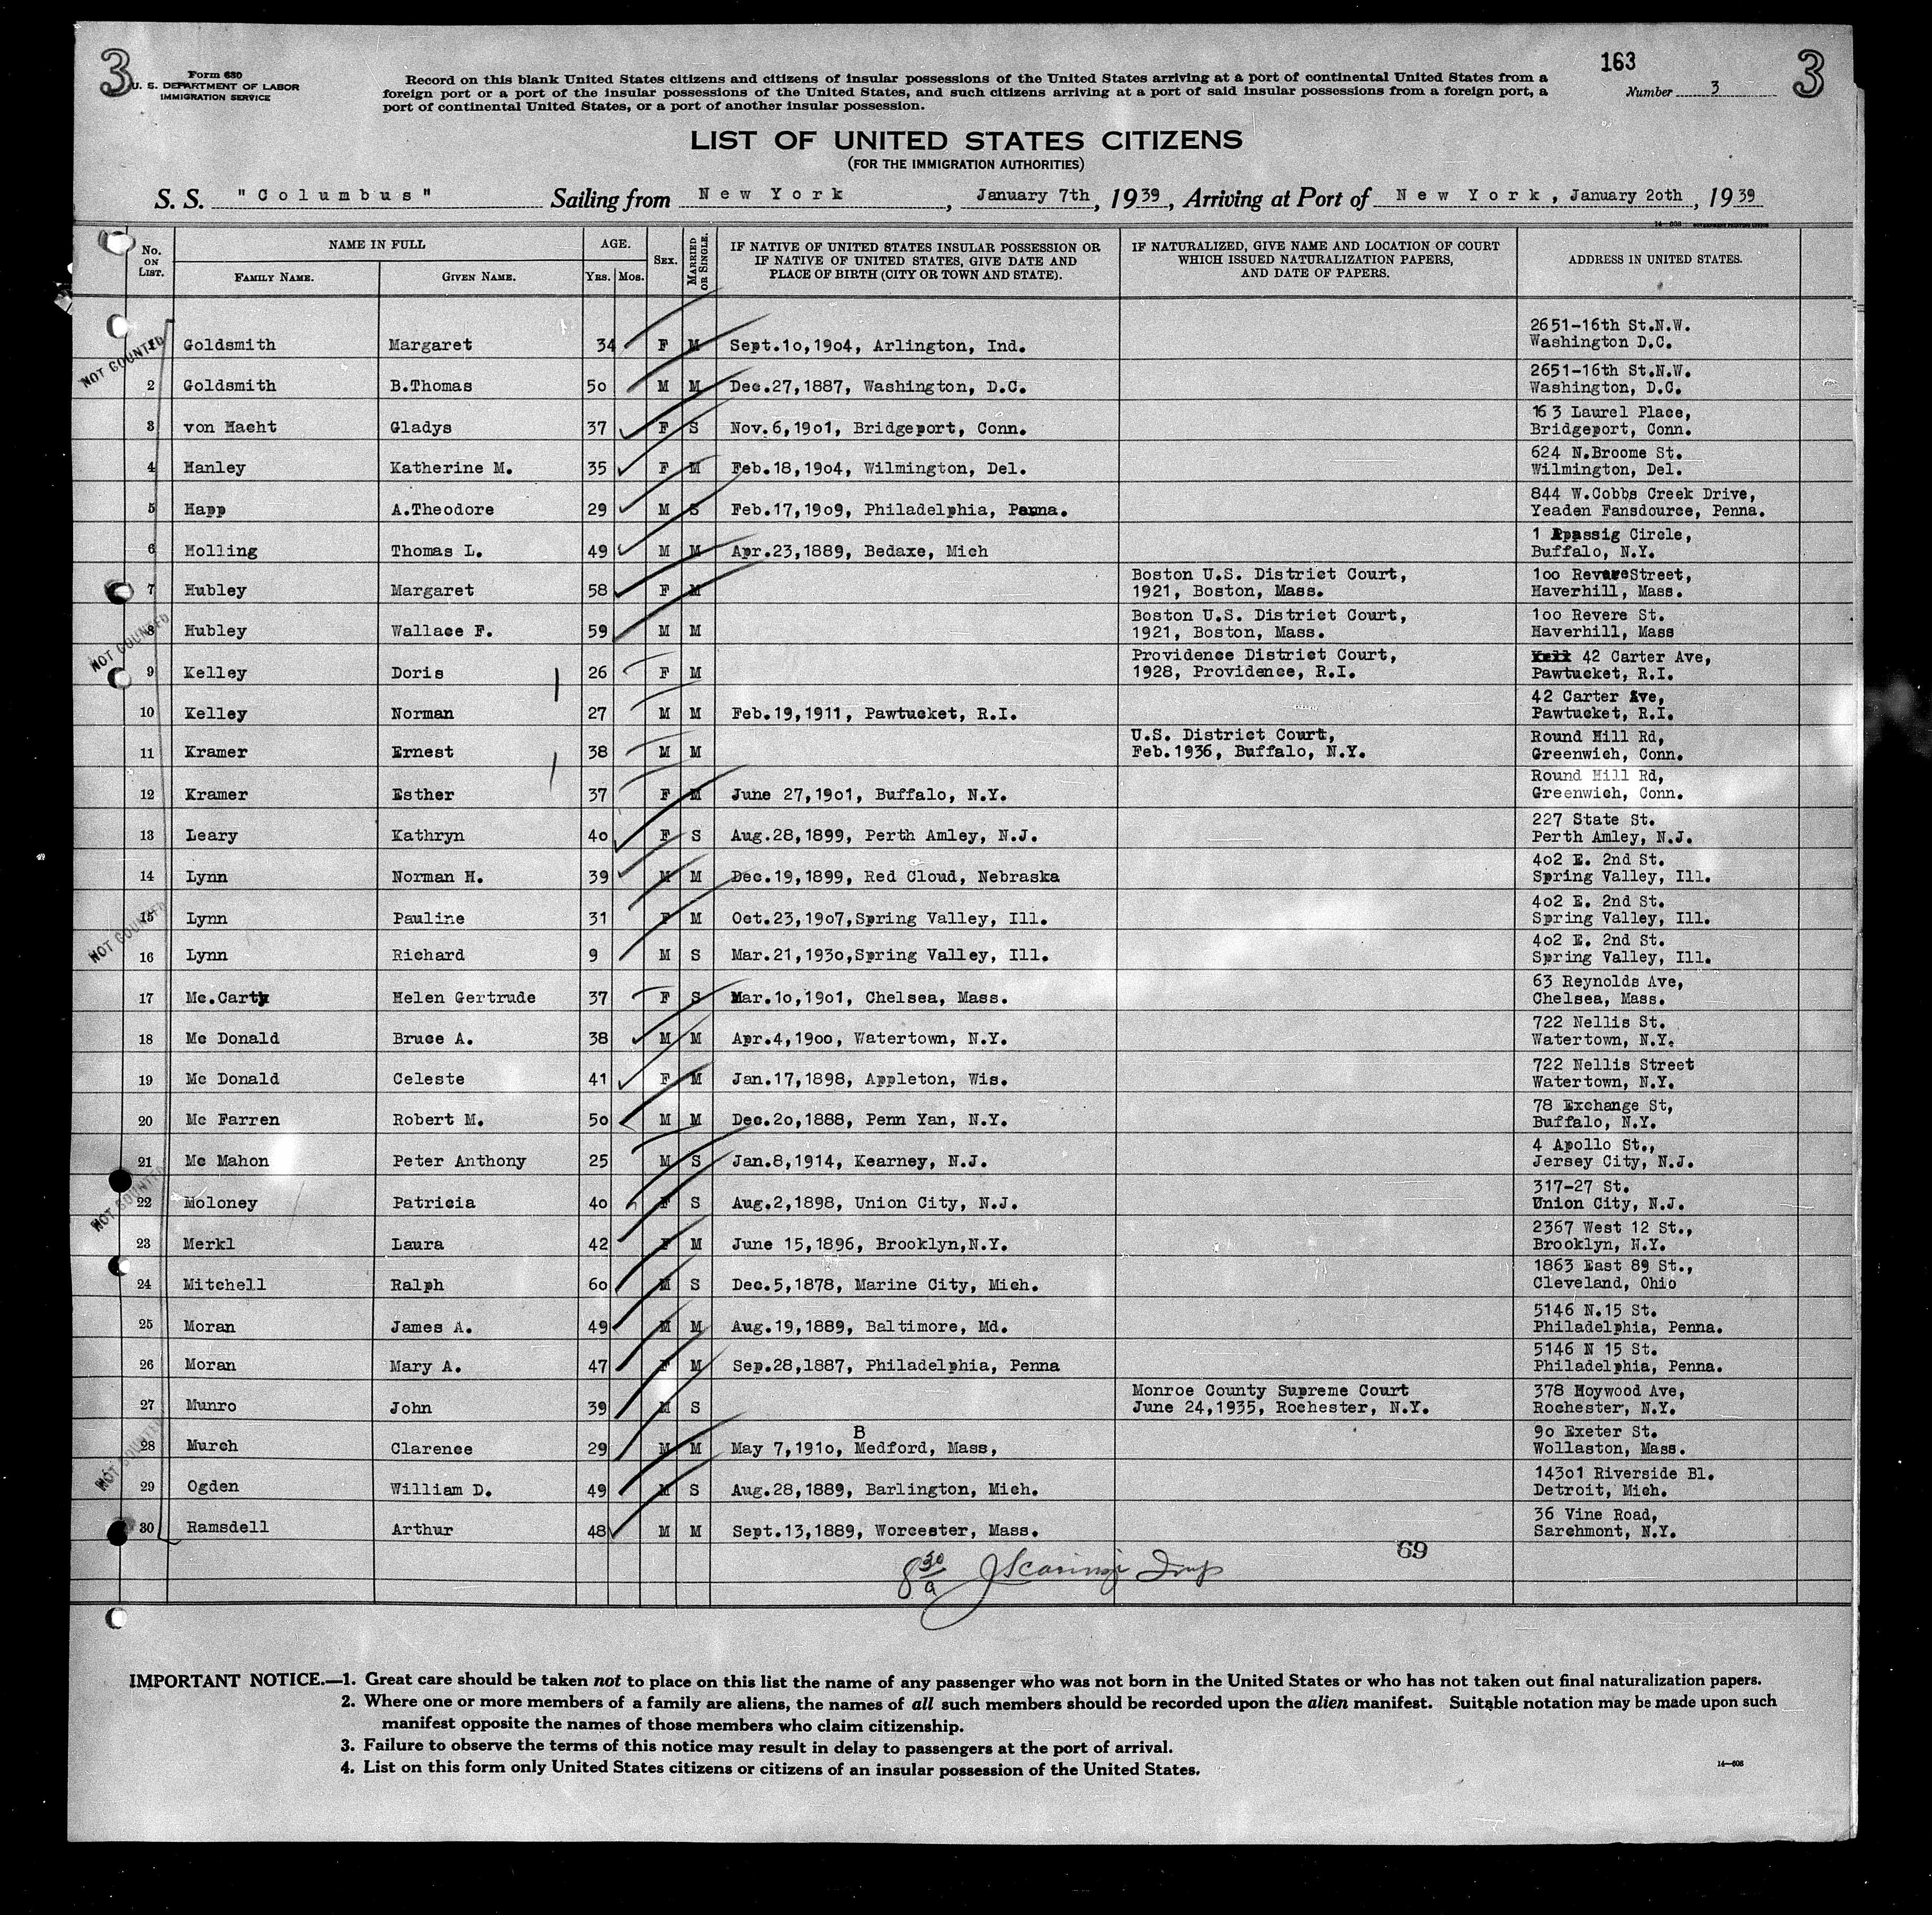 3
Form 630
U. S. DEPARTMENT OF LABOR
IMMIGRATION SERVICE
Record on this blank United States citizens and citizens of insular possessions of the United States arriving at a port of continental United States from a
foreign port or a port of the insular possessions of the United States, and such citizens arriving at a port of said insular possessions from a foreign port, a
port of continental United States, or a port of another insular possession.
163
Number 3
3
LIST OF UNITED STATES CITIZENS
(FOR THE IMMIGRATION AUTHORITIES)
S. S. "Columbus" Sailing from New York, January 7th, 1939, Arriving at Port of New York, January 2oth, 1939
14-608 GOVERNMENT PRINTING OFFICE
No. ON LIST.
NAME IN FULL
FAMILY NAME. GIVEN NAME.
AGE.
YRS. MOS.
SEX.
MARRIED OR SINGLE.
IF NATIVE OF UNITED STATES INSULAR POSSESSION OR
IF NATIVE OF UNITED STATES, GIVE DATE AND
PLACE OF BIRTH (CITY OR TOWN AND STATE).
IF NATURALIZED, GIVE NAME AND LOCATION OF COURT
WHICH ISSUED NATURALIZATION PAPERS,
AND DATE OF PAPERS.
ADDRESS IN UNITED STATES.
NOT COUNTED
2651-16th St.N.W.
1 Goldsmith Margaret 34 F M Sept.1o,19o4, Arlington, Ind. Washington D.C.
2651-16th St.N.W.
2 Goldsmith B.Thomas 5o M M Dec.27,1887, Washington, D.C. Washington, D.C.
163 Laurel Place,
3 von Hacht Gladys 37 F S Nov.6,19o1, Bridgeport, Conn. Bridgeport, Conn.
624 N.Broome St.
4 Hanley Katherine M. 35 F M Feb.18,19o4, Wilmington, Del. Wilmington, Del.
844 W.Cobbs Creek Drive,
5 Happ A.Theodore 29 M S Feb.17,19o9, Philadelphia, Penna. Yeaden Fansdource, Penna.
1 Circle,
6 Holling Thomas L. 49 M M Apr.23,1889, Bedaxe, Mich Buffalo, N.Y.
Boston U.S. District Court, 1oo Revere Street,
7 Hubley Margaret 58 F M 1921, Boston, Mass. Haverhill, Mass.
NOT COUNTED
Boston U.S. District Court, 1oo Revere St.
8 Hubley Wallace F. 59 M M 1921, Boston, Mass. Haverhill, Mass
Providence District Court, 42 Carter Ave,
9 Kelley Doris 26 F M 1928, Providence, R.I. Pawtucket, R.I.
42 Carter Ave,
10 Kelley Norman 27 M M Feb.19,1911, Pawtucket, R.I. Pawtucket, R.I.
U.S. District Court, Round Hill Rd,
11 Kramer Ernest 38 M M Feb.1936, Buffalo, N.Y. Greenwich, Conn.
Round Hill Rd,
12 Kramer Esther 37 F M June 27,19o1, Buffalo, N.Y. Greenwich, Conn.
227 State St.
13 Leary Kathryn 4o F S Aug.28,1899, Perth Amley, N.J. Perth Amley, N.J.
4o2 E. 2nd St.
14 Lynn Norman H. 39 M M Dec.19,1899, Red Cloud, Nebraska Spring Valley, Ill.
NOT COUNTED
4o2 E. 2nd St.
15 Lynn Pauline 31 F M Oct.23,19o7,Spring Valley, Ill. Spring Valley, Ill.
4o2 E. 2nd St.
16 Lynn Richard 9 M S Mar.21,193o,Spring Valley, Ill. Spring Valley, Ill.
63 Reynolds Ave,
17 Mc.Carty Helen Gertrude 37 F S Mar.1o,19o1, Chelsea, Mass. Chelsea, Mass.
722 Nellis St.
18 Mc Donald Bruce A. 38 M M Apr.4,19oo, Watertown, N.Y. Watertown, N.Y.
722 Nellis Street
19 Mc Donald Celeste 41 F M Jan.17,1898, Appleton, Wis. Watertown, N.Y.
78 Exchange St,
20 Mc Farren Robert M. 5o M M Dec.2o,1888, Penn Yan, N.Y. Buffalo, N.Y.
4 Apollo St.,
21 Mc Mahon Peter Anthony 25 M S Jan.8,1914, Kearney, N.J. Jersey City, N.J.
NOT COUNTED
317-27 St.
22 Moloney Patricia 4o F S Aug.2,1898, Union City, N.J. Union City, N.J.
2367 West 12 St.,
23 Merkl Laura 42 F M June 15,1896, Brooklyn,N.Y. Brooklyn, N.Y.
1863 East 89 St.,
24 Mitchell Ralph 6o M S Dec.5,1878, Marine City, Mich. Cleveland, Ohio
5146 N.15 St.
25 Moran James A. 49 M M Aug.19,1889, Baltimore, Md. Philadelphia, Penna.
5146 N 15 St.
26 Moran Mary A. 47 F M Sep.28,1887, Philadelphia, Penna Philadelphia, Penna.
Monroe County Supreme Court 378 Hoywood Ave,
27 Munro John 39 M S June 24,1935, Rochester, N.Y. Rochester, N.Y.
NOT COUNTED
B 9o Exeter St.
28 Murch Clarence 29 M M May 7,191o, Medford, Mass, Wollaston, Mass.
143o1 Riverside Bl.
29 Ogden William D. 49 M S Aug.28,1889, Barlington, Mich. Detroit, Mich.
36 Vine Road,
30 Ramsdell Arthur 48 M M Sept.13,1889, Worcester, Mass. Sarchmont, N.Y.
69
8 30/a
IMPORTANT NOTICE.—1. Great care should be taken not to place on this list the name of any passenger who was not born in the United States or who has not taken out final naturalization papers.
2. Where one or more members of a family are aliens, the names of all such members should be recorded upon the alien manifest. Suitable notation may be made upon such
manifest opposite the names of those members who claim citizenship.
3. Failure to observe the terms of this notice may result in delay to passengers at the port of arrival.
4. List on this form only United States citizens or citizens of an insular possession of the United States.
14—608